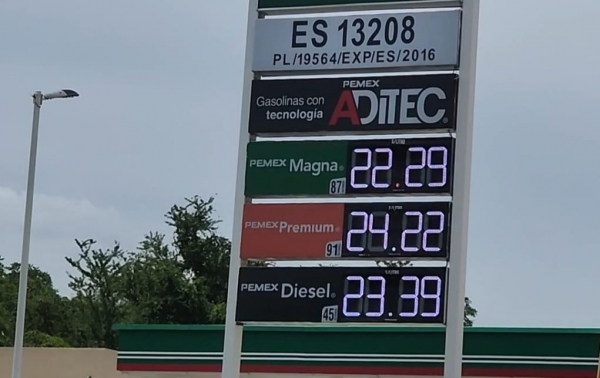 ES 13208
PL/19564/EXP/ES/2016
PEMEX
Gasolinas con
tecnología
ADITEC
PEMEX Magna 87 22.29
PEMEX Premium 91 24.22
PEMEX Diesel 45 23.39